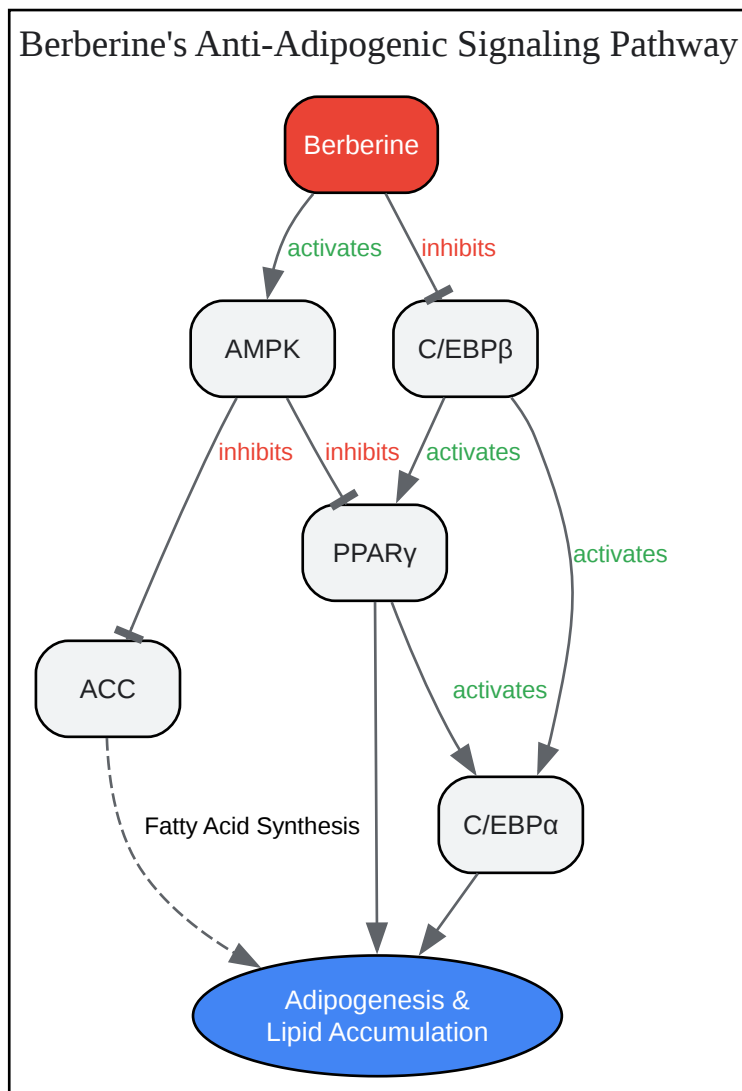 Berberine's Anti-Adipogenic Signaling Pathway
Berberine
activates
inhibits
AMPK
C/EBPβ
inhibits
inhibits
activates
PPARγ
activates
ACC
activates
Fatty Acid Synthesis
C/EBPα
Adipogenesis &
Lipid Accumulation